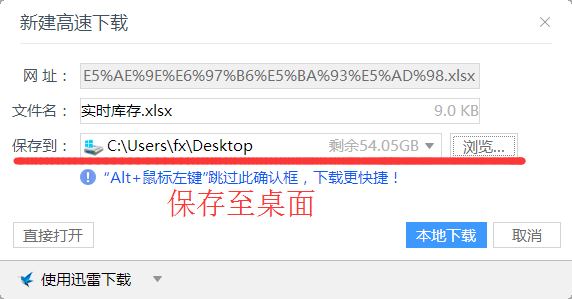 新建高速下载
网 址： E5%AE%9E%E6%97%B6%E5%BA%93%E5%AD%98.xlsx
文件名： 实时库存.xlsx 9.0 KB
保存到： C:\Users\fx\Desktop 剩余54.05GB 浏览...
“Alt+鼠标左键”跳过此确认框，下载更快捷！
保存至桌面
直接打开 本地下载 取消
使用迅雷下载